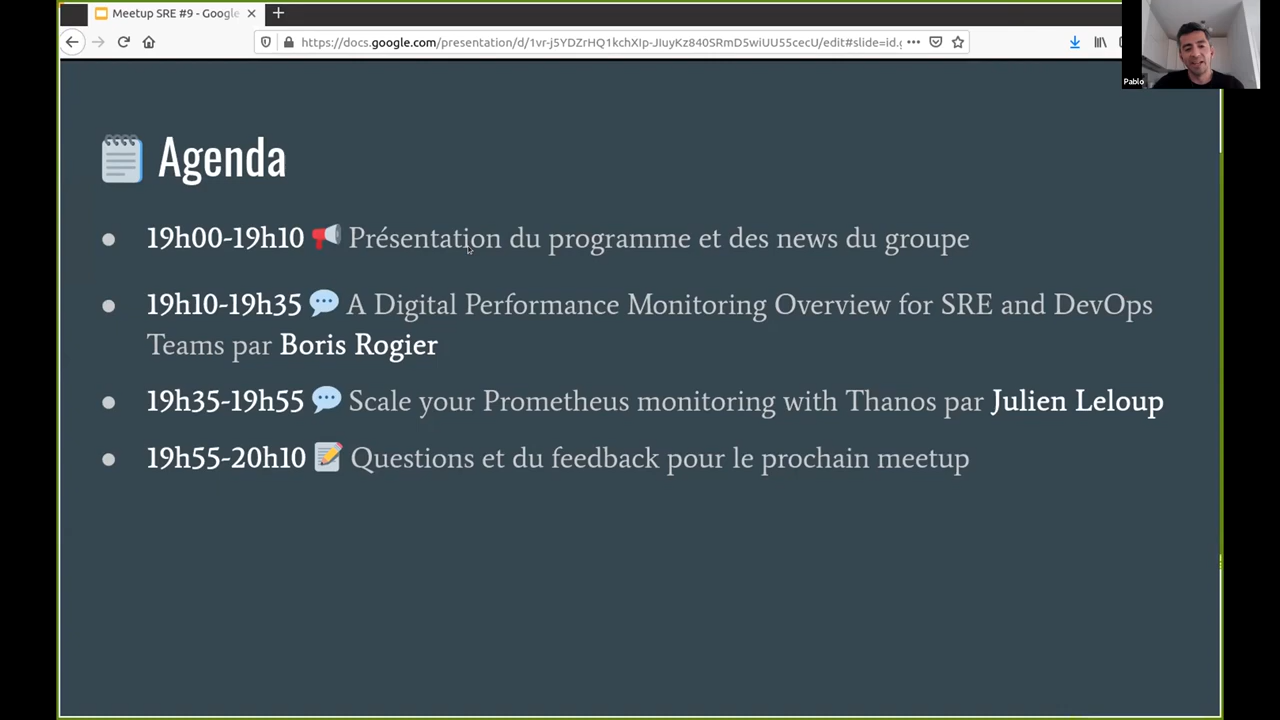 Meetup SRE #9 - Google
https://docs.google.com/presentation/d/1vr-j5YDZrHQ1kchXIp-JIuyKz840SRmD5wiUU55cecU/edit#slide=id.g
Pablo
Agenda
19h00-19h10 📢 Présentation du programme et des news du groupe
19h10-19h35 💬 A Digital Performance Monitoring Overview for SRE and DevOps
Teams par Boris Rogier
19h35-19h55 💬 Scale your Prometheus monitoring with Thanos par Julien Leloup
19h55-20h10 📝 Questions et du feedback pour le prochain meetup